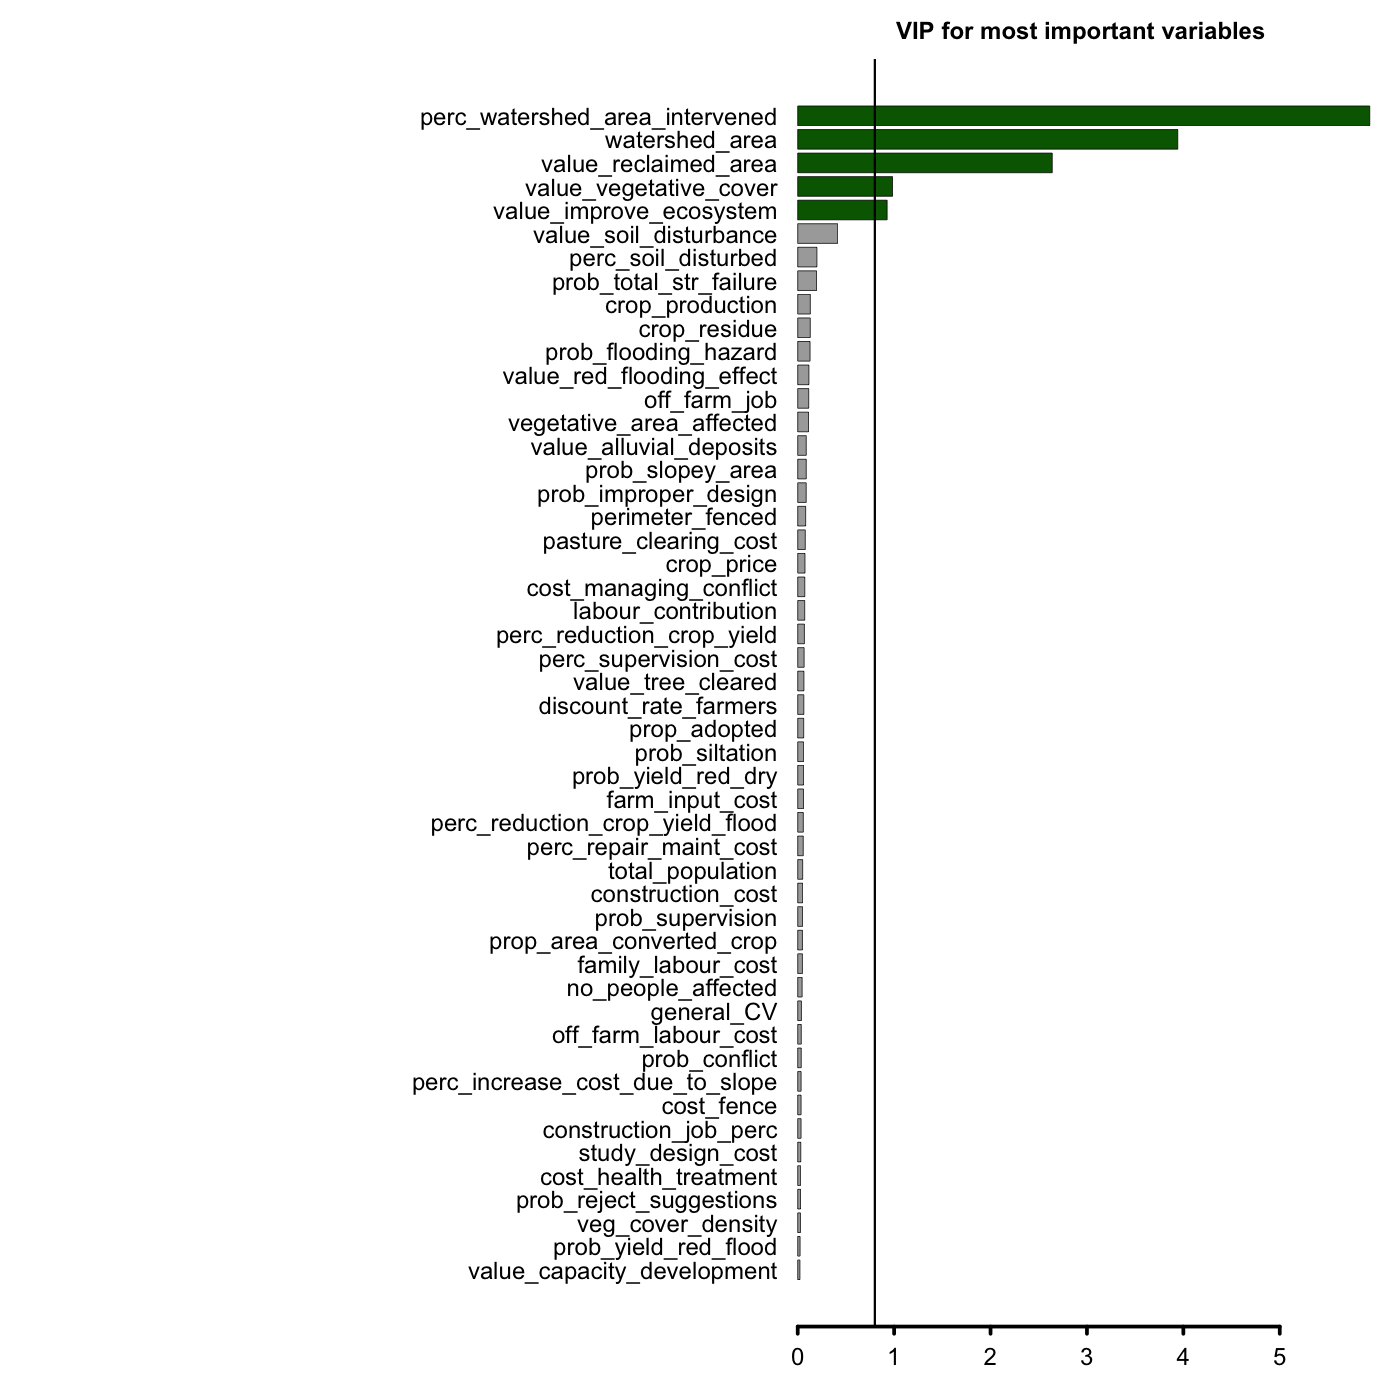 VIP for most important variables
perc_watershed_area_intervened
watershed_area
value_reclaimed_area
value_vegetative_cover
value_improve_ecosystem
value_soil_disturbance
perc_soil_disturbed
prob_total_str_failure
crop_production
crop_residue
prob_flooding_hazard
value_red_flooding_effect
off_farm_job
vegetative_area_affected
value_alluvial_deposits
prob_slopey_area
prob_improper_design
perimeter_fenced
pasture_clearing_cost
crop_price
cost_managing_conflict
labour_contribution
perc_reduction_crop_yield
perc_supervision_cost
value_tree_cleared
discount_rate_farmers
prop_adopted
prob_siltation
prob_yield_red_dry
farm_input_cost
perc_reduction_crop_yield_flood
perc_repair_maint_cost
total_population
construction_cost
prob_supervision
prop_area_converted_crop
family_labour_cost
no_people_affected
general_CV
off_farm_labour_cost
prob_conflict
perc_increase_cost_due_to_slope
cost_fence
construction_job_perc
study_design_cost
cost_health_treatment
prob_reject_suggestions
veg_cover_density
prob_yield_red_flood
value_capacity_development
0 1 2 3 4 5